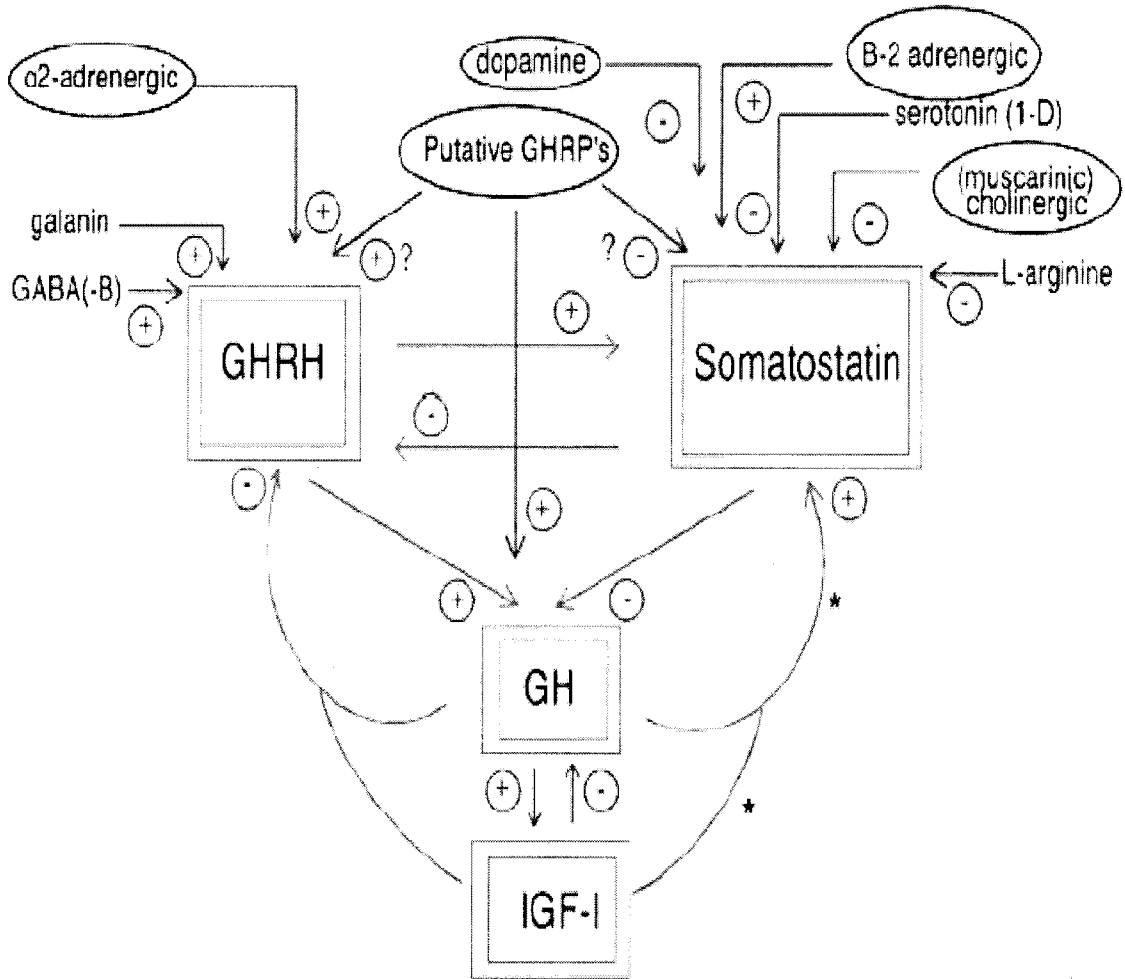 α2-adrenergic
dopamine
B-2 adrenergic
+
-
serotonin (1-D)
Putative GHRP's
(muscarinic)
cholinergic
galanin
+
+
+ ?
? -
-
-
GABA(-B)
+
L-arginine
-
GHRH
+
Somatostatin
-
-
+
+
+
-
*
GH
+
-
*
IGF-I